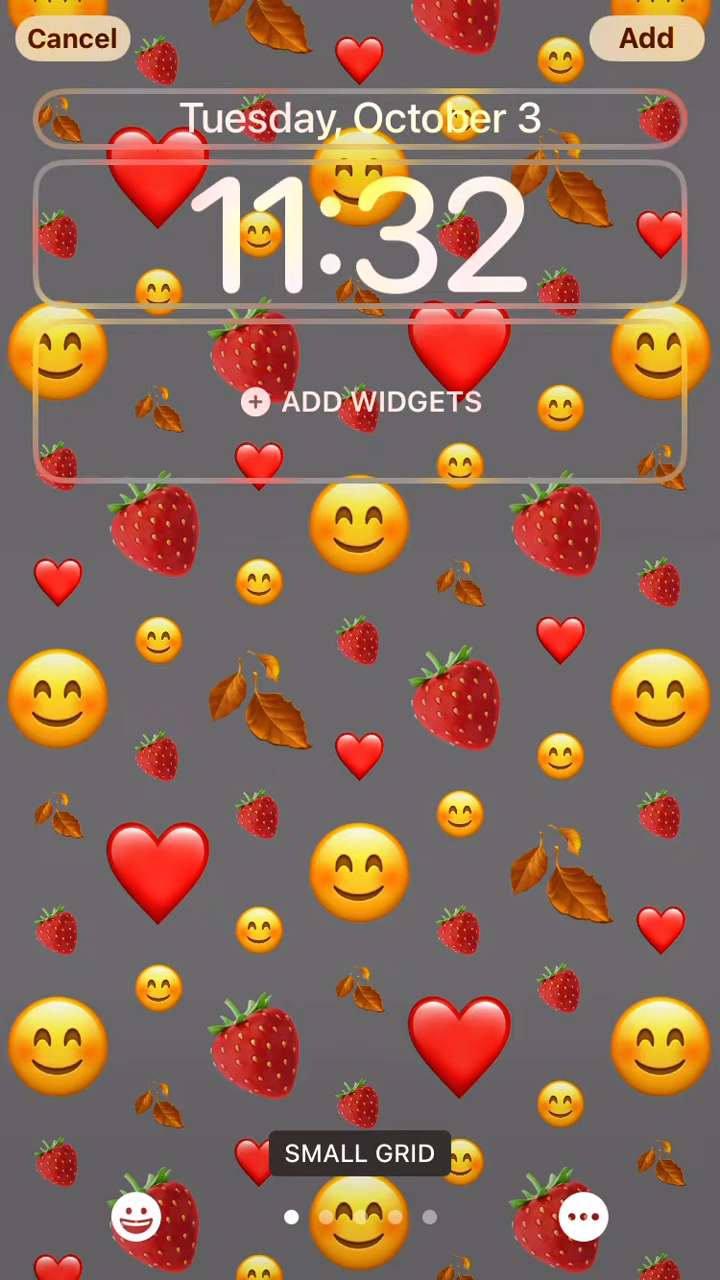 Cancel
Add
Tuesday, October 3
11:32
ADD WIDGETS
SMALL GRID